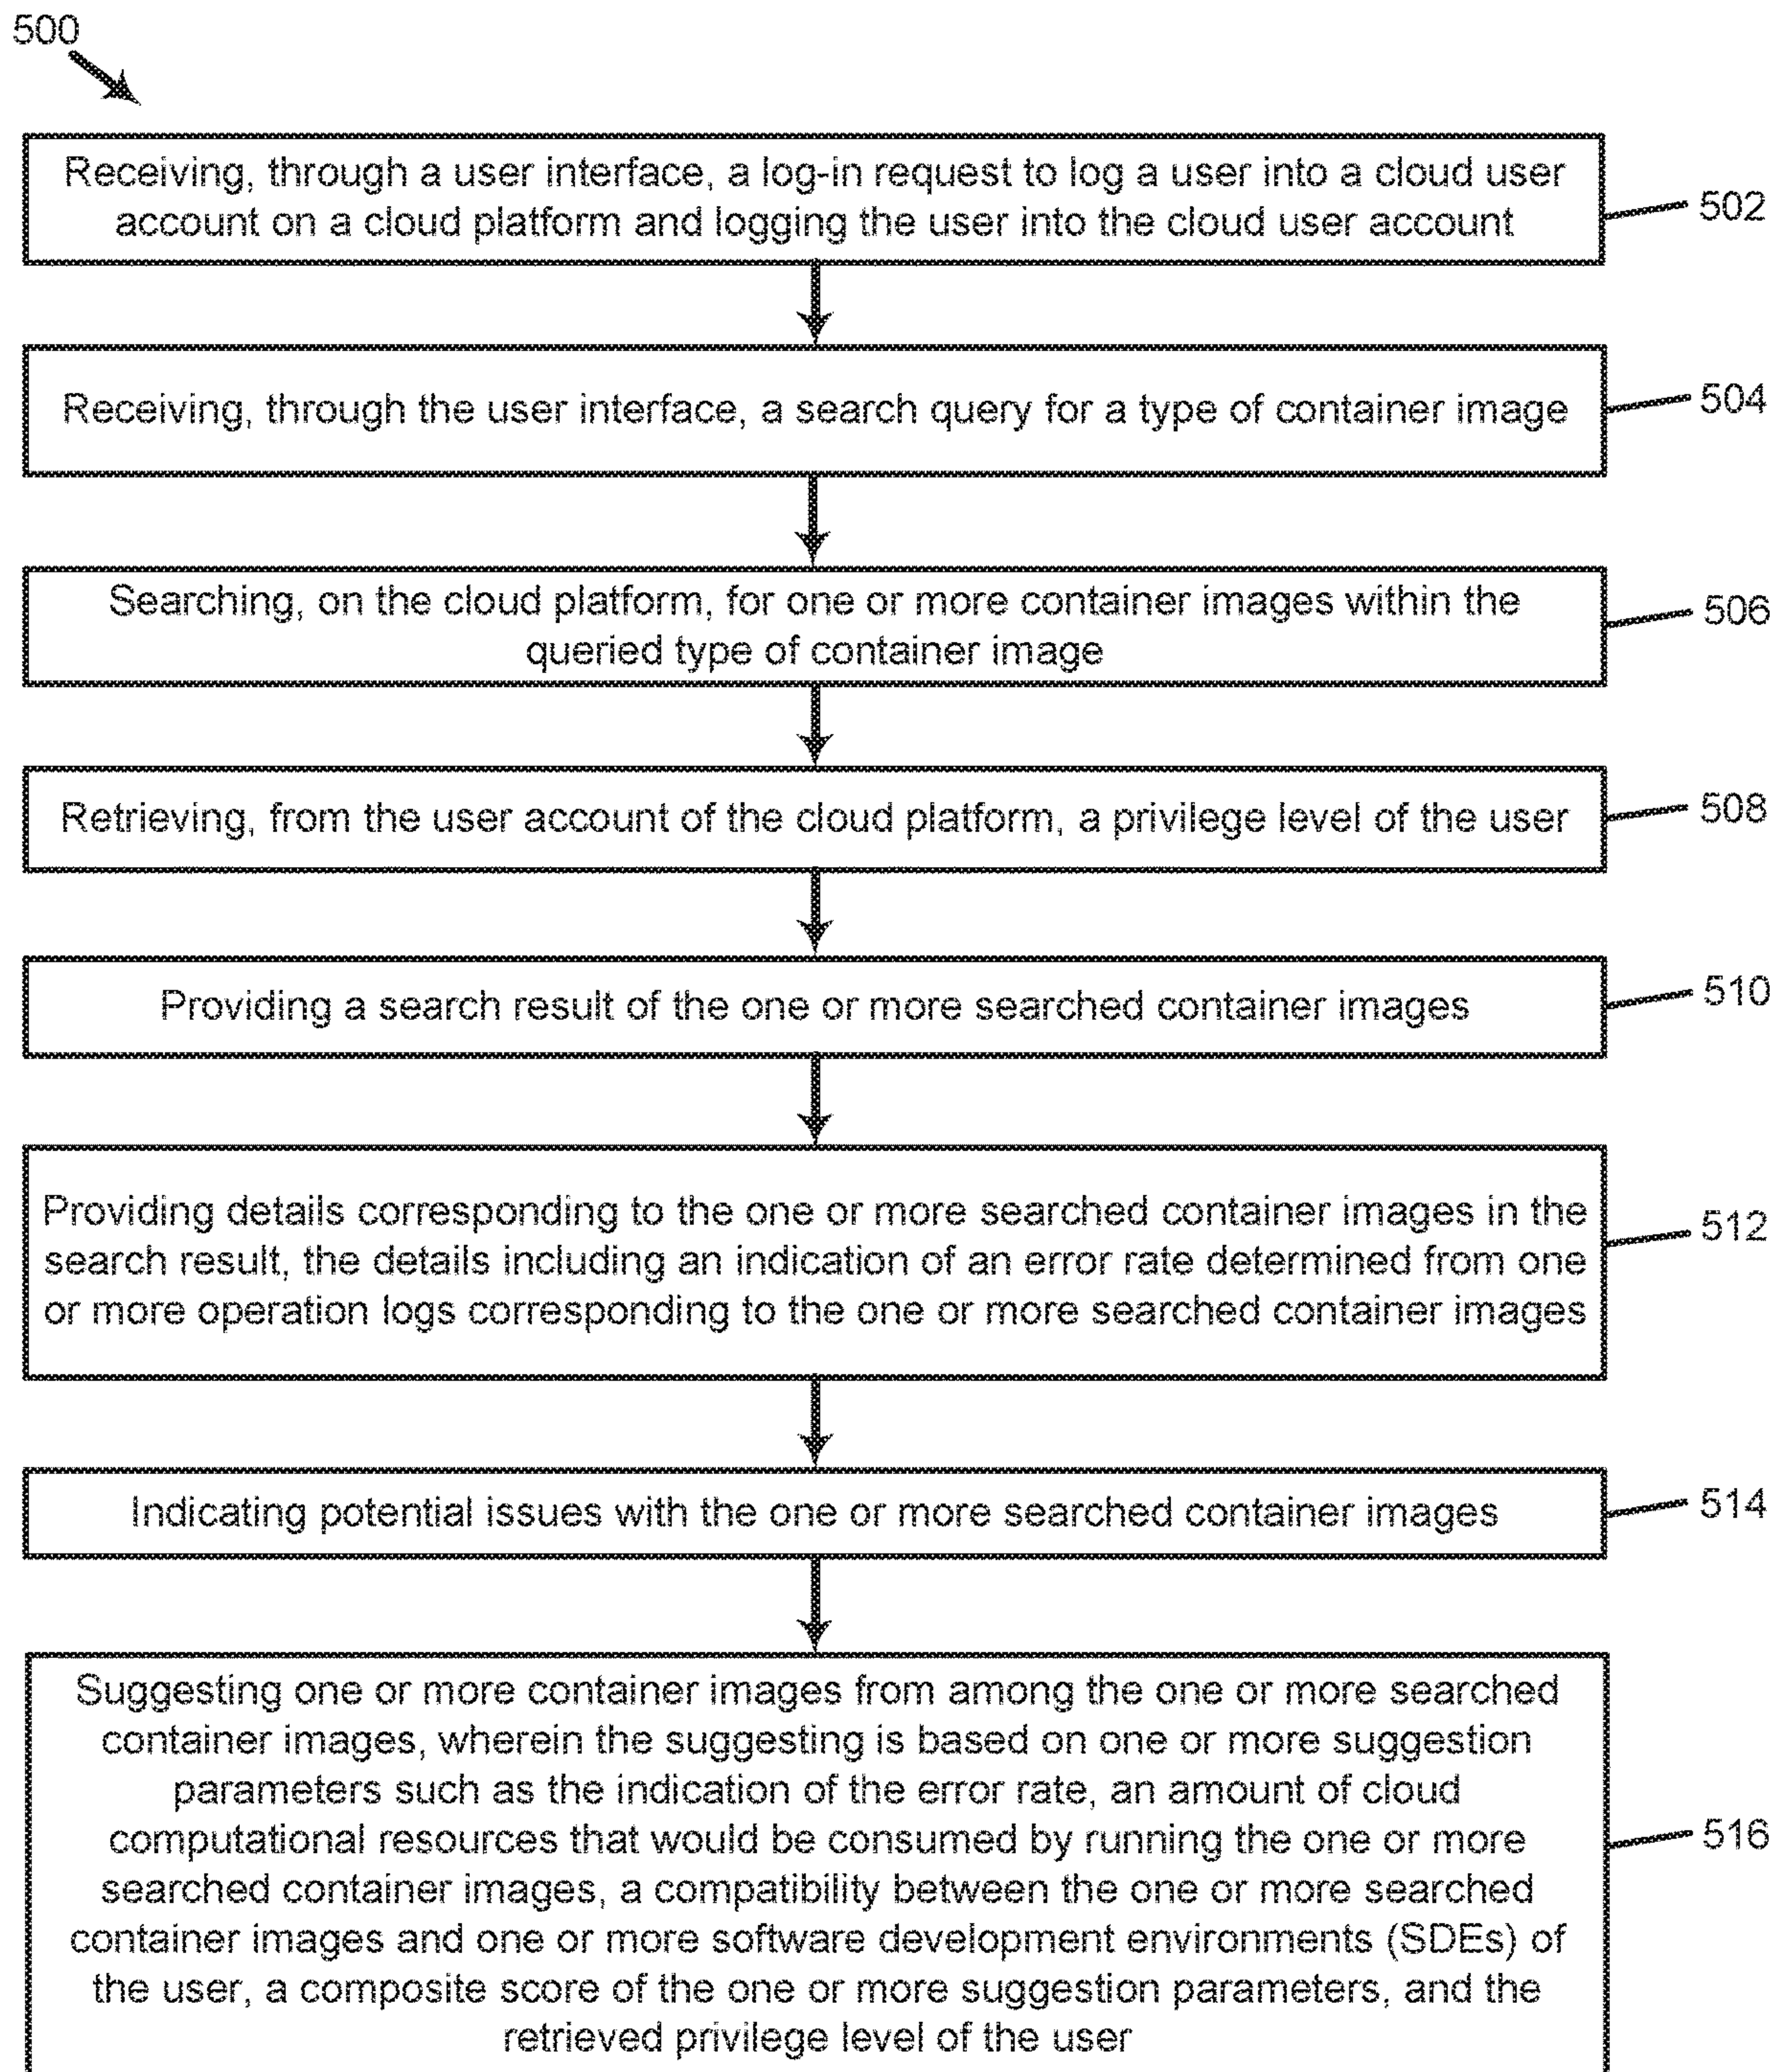 500
Receiving, through a user interface, a log-in request to log a user into a cloud user
account on a cloud platform and logging the user into the cloud user account
502
Receiving, through the user interface, a search query for a type of container image
504
Searching, on the cloud platform, for one or more container images within the
queried type of container image
506
Retrieving, from the user account of the cloud platform, a privilege level of the user
508
Providing a search result of the one or more searched container images
510
Providing details corresponding to the one or more searched container images in the
search result, the details including an indication of an error rate determined from one
or more operation logs corresponding to the one or more searched container images
512
Indicating potential issues with the one or more searched container images
514
Suggesting one or more container images from among the one or more searched
container images, wherein the suggesting is based on one or more suggestion
parameters such as the indication of the error rate, an amount of cloud
computational resources that would be consumed by running the one or more
searched container images, a compatibility between the one or more searched
container images and one or more software development environments (SDEs) of
the user, a composite score of the one or more suggestion parameters, and the
retrieved privilege level of the user
516